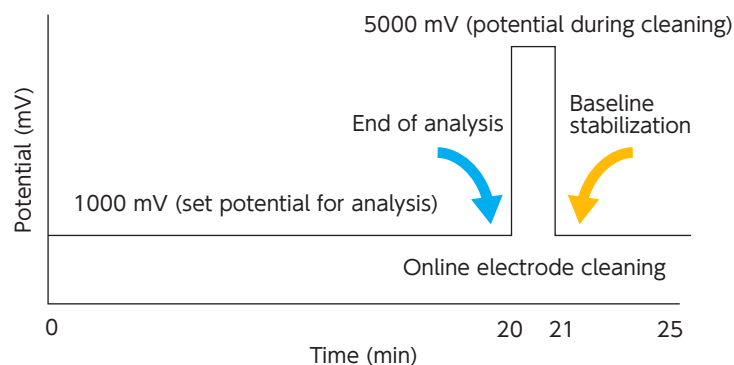 5000 mV (potential during cleaning)
Potential (mV)
End of analysis
Baseline
stabilization
1000 mV (set potential for analysis)
Online electrode cleaning
0
20
21
25
Time (min)